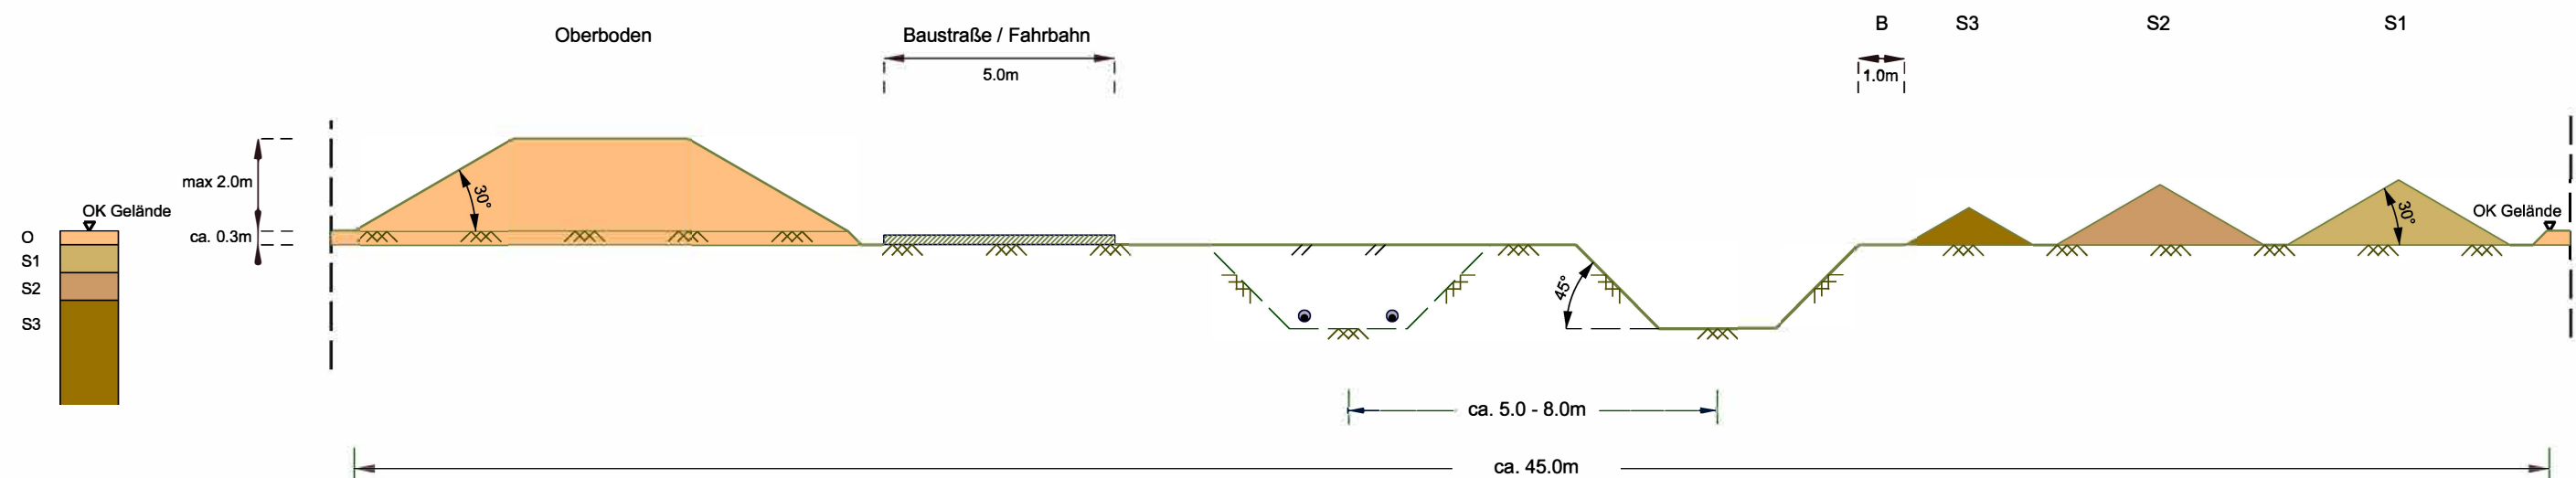 B S3 S2 S1
Oberboden Baustraße / Fahrbahn
5.0m 1.0m
max 2.0m
30°
30°
OK Gelände
OK Gelände
O
ca. 0.3m
S1
S2
45°
S3
ca. 5.0 - 8.0m
ca. 45.0m